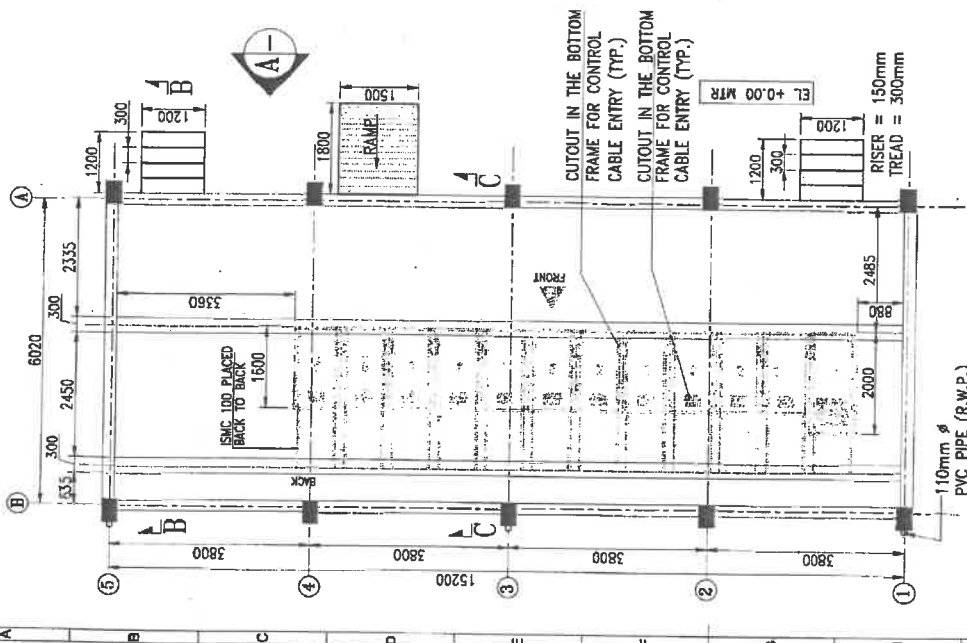 A
B
C
D
E
A
6020
300
2335
2450
300
635
B
1200
300
1200
B
A-
1800
1500
RAMP
C
3360
ISMC 100 PLACED
BACK TO BACK
1600
FRONT
BACK
CUTOUT IN THE BOTTOM
FRAME FOR CONTROL
CABLE ENTRY (TYP.)
CUTOUT IN THE BOTTOM
FRAME FOR CONTROL
CABLE ENTRY (TYP.)
EL +0.00 MTR
1200
300
1200
RISER = 150mm
TREAD = 300mm
2485
880
2000
110mm ø
PVC PIPE (R.W.P.)
B
C
3800
3800
3800
3800
15200
5
4
3
2
1